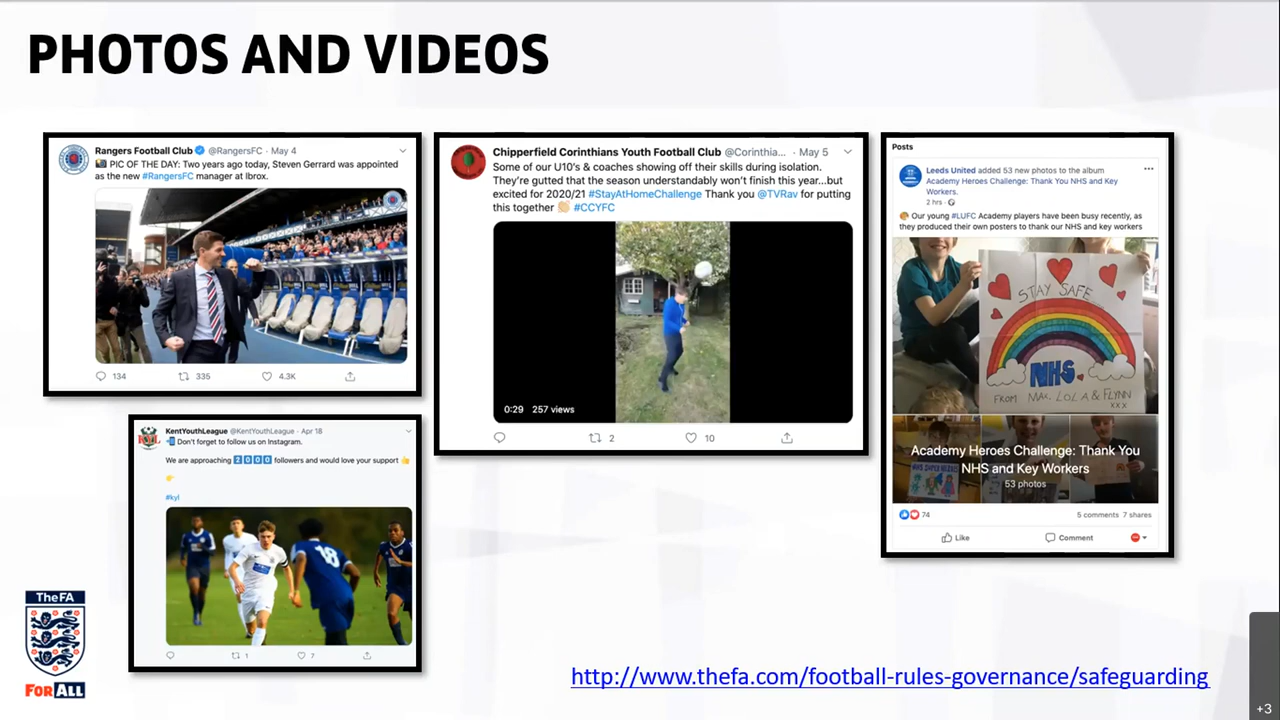 PHOTOS AND VIDEOS
Rangers Football Club @RangersFC · May 4
PIC OF THE DAY: Two years ago today, Steven Gerrard was appointed
as the new #RangersFC manager at Ibrox.
134 335 4.3K
Chipperfield Corinthians Youth Football Club @Corinthia... · May 5
Some of our U10's & coaches showing off their skills during isolation.
They're gutted that the season understandably won't finish this year...but
excited for 2020/21 #StayAtHomeChallenge Thank you @TVRav for putting
this together #CCYFC
0:29 257 views
2 10
Posts
Leeds United added 53 new photos to the album
Academy Heroes Challenge: Thank You NHS and Key
Workers.
2 hrs ·
Our young #LUFC Academy players have been busy recently, as
they produced their own posters to thank our NHS and key workers
STAY SAFE
NHS
FROM MAC, LOLA & FLYNN
XXX
Academy Heroes Challenge: Thank You
NHS and Key Workers
53 photos
74 5 comments 7 shares
Like Comment
KentYouthLeague @KentYouthLeague · Apr 18
Don't forget to follow us on Instagram.
We are approaching 2000 followers and would love your support
#kyl
18
1 7
TheFA
FORALL
http://www.thefa.com/football-rules-governance/safeguarding
+3